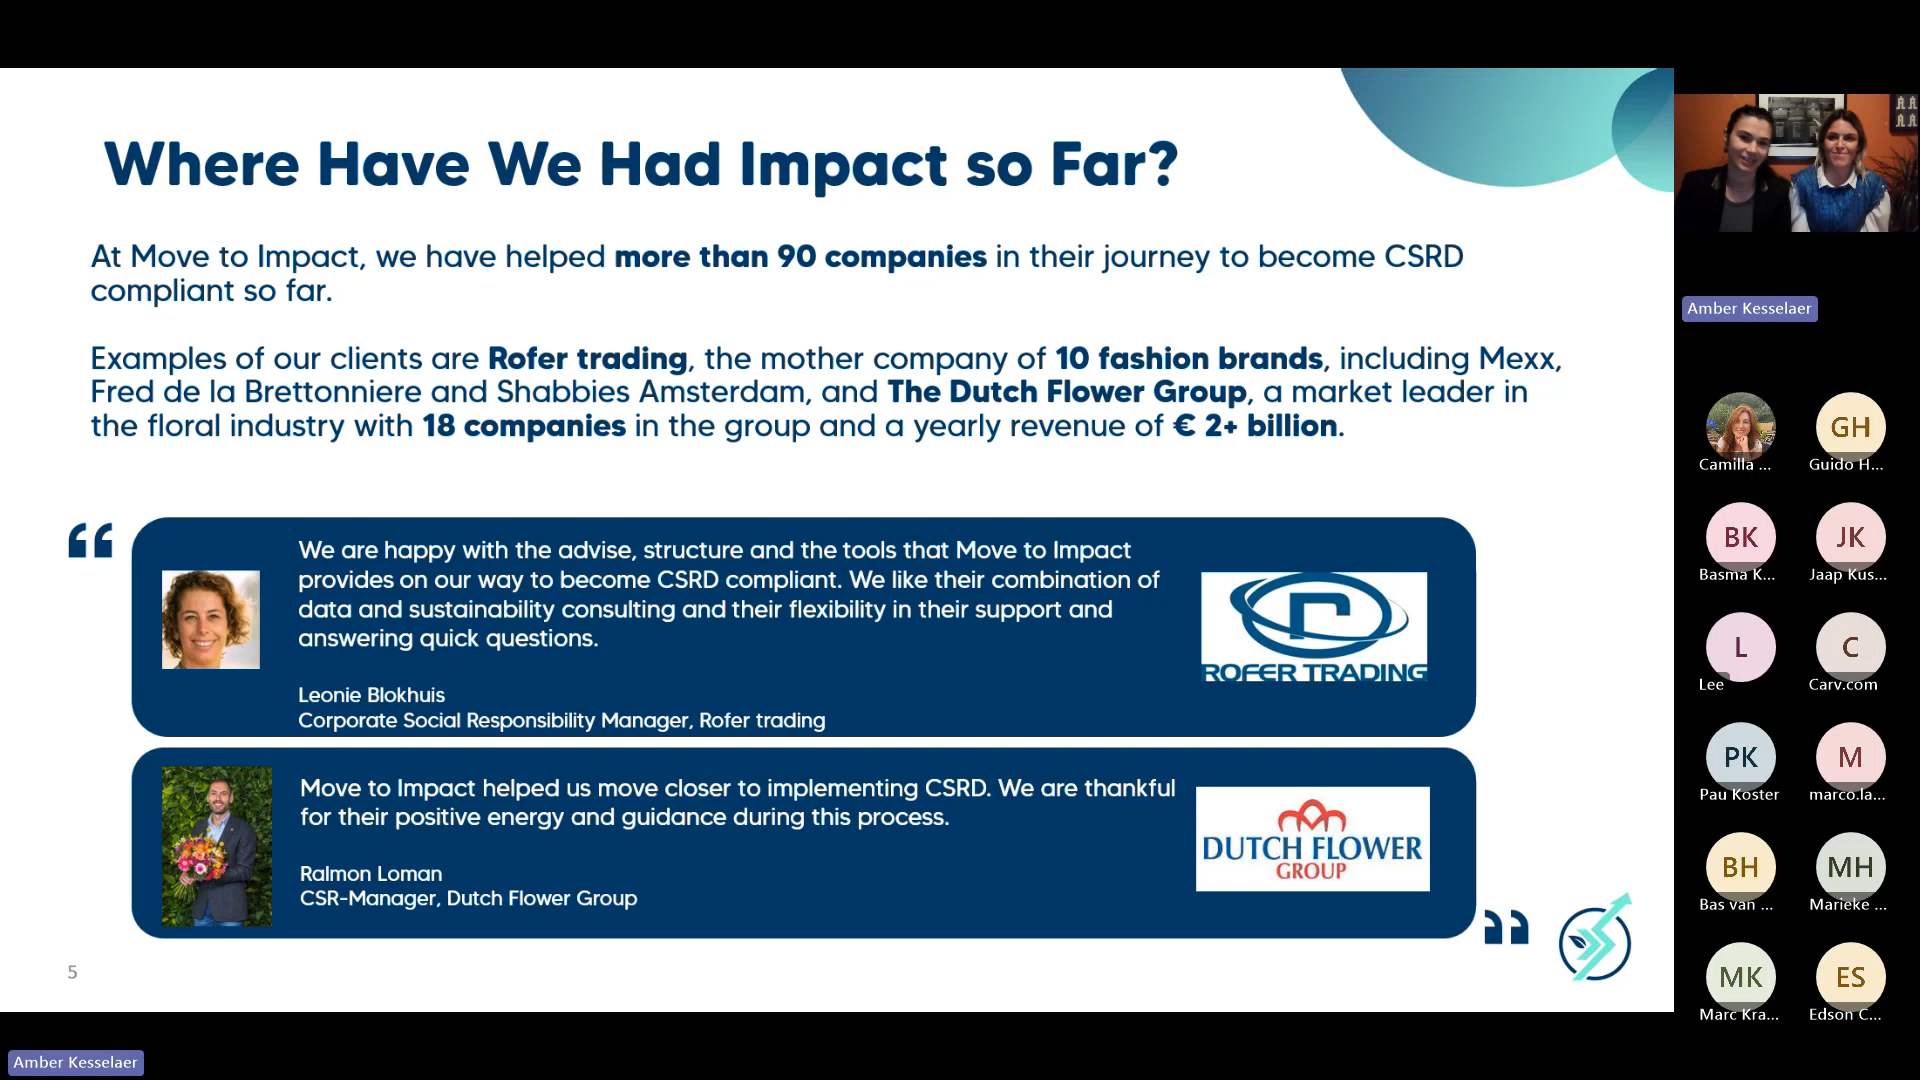 Where Have We Had Impact so Far?
At Move to Impact, we have helped more than 90 companies in their journey to become CSRD
compliant so far.
Examples of our clients are Rofer trading, the mother company of 10 fashion brands, including Mexx,
Fred de la Brettonniere and Shabbies Amsterdam, and The Dutch Flower Group, a market leader in
the floral industry with 18 companies in the group and a yearly revenue of € 2+ billion.
“
We are happy with the advise, structure and the tools that Move to Impact
provides on our way to become CSRD compliant. We like their combination of
data and sustainability consulting and their flexibility in their support and
answering quick questions.
Leonie Blokhuis
Corporate Social Responsibility Manager, Rofer trading
ROFER TRADING
Move to Impact helped us move closer to implementing CSRD. We are thankful
for their positive energy and guidance during this process.
Ralmon Loman
CSR-Manager, Dutch Flower Group
DUTCH FLOWER
GROUP
”
5
Amber Kesselaer
Amber Kesselaer
Camilla ...
GH
Guido H...
BK
Basma K...
JK
Jaap Kus...
L
Lee
C
Carv.com
PK
Pau Koster
M
marco.la...
BH
Bas van ...
MH
Marieke ...
MK
Marc Kra...
ES
Edson C...